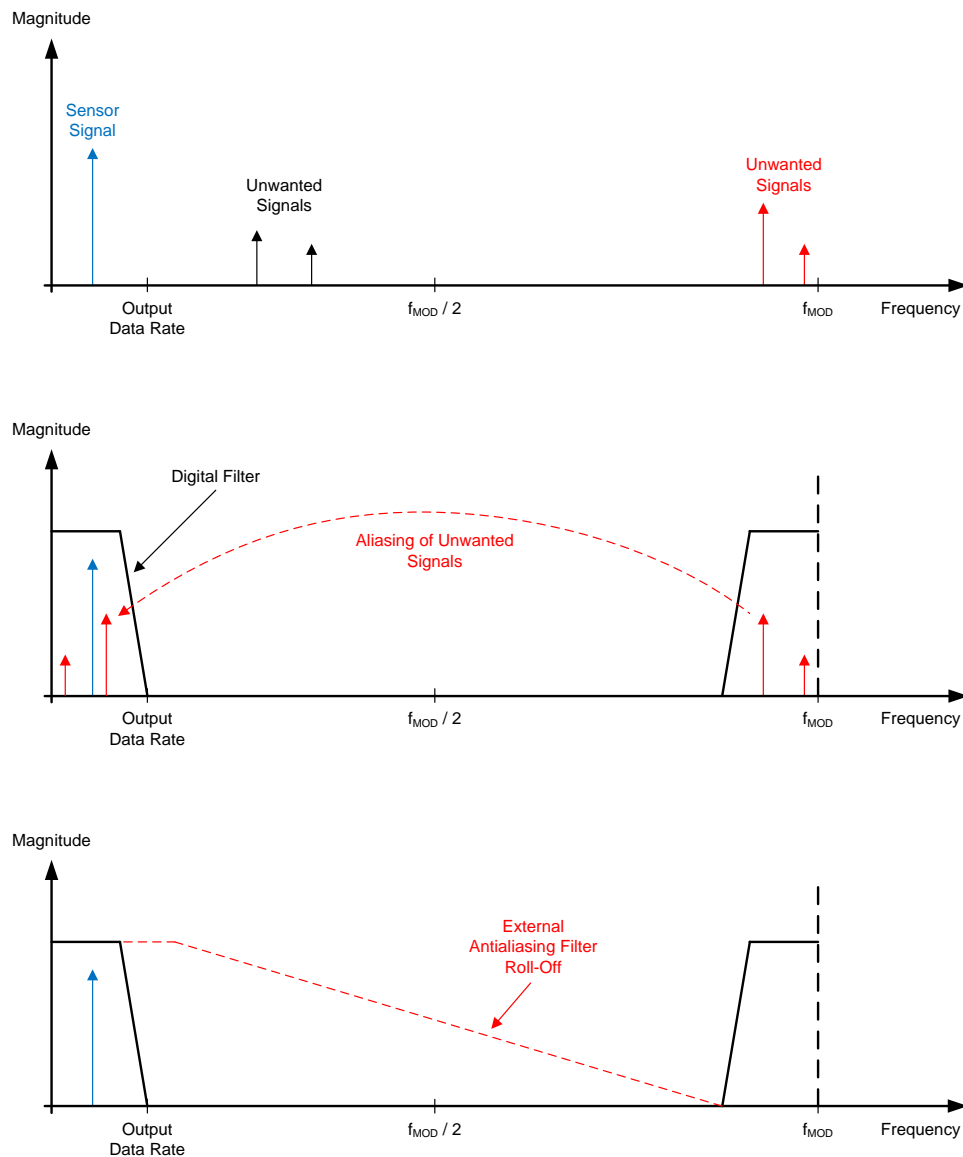 Magnitude
Sensor
Signal
Unwanted
Signals
Unwanted
Signals
Output
Data Rate
fMOD / 2
fMOD
Frequency
Magnitude
Digital Filter
Aliasing of Unwanted
Signals
Output
Data Rate
fMOD / 2
fMOD
Frequency
Magnitude
External
Antialiasing Filter
Roll-Off
Output
Data Rate
fMOD / 2
fMOD
Frequency